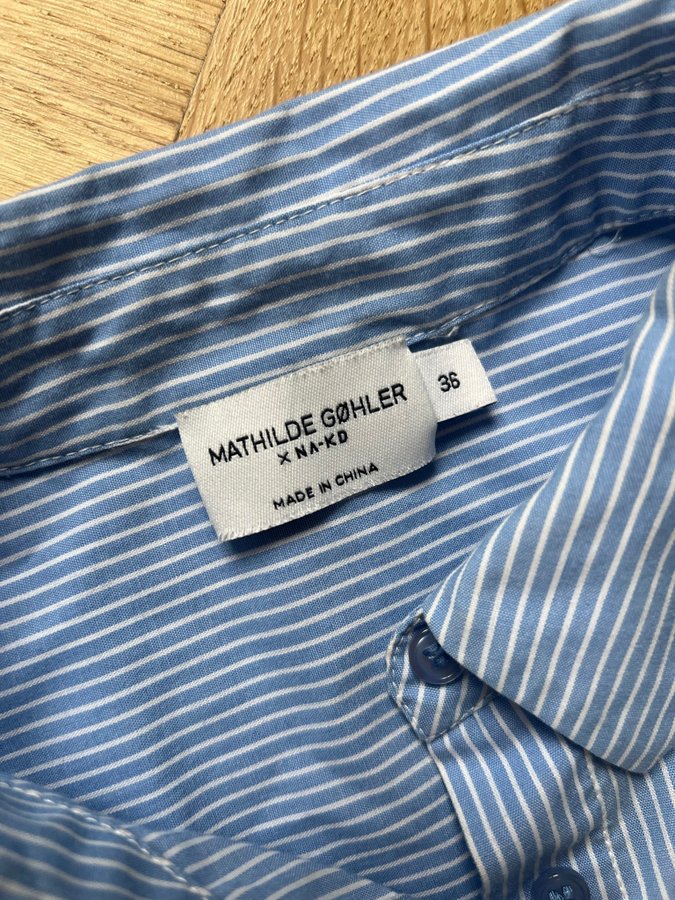 MATHILDE GØHLER
X NA-KD
MADE IN CHINA
36